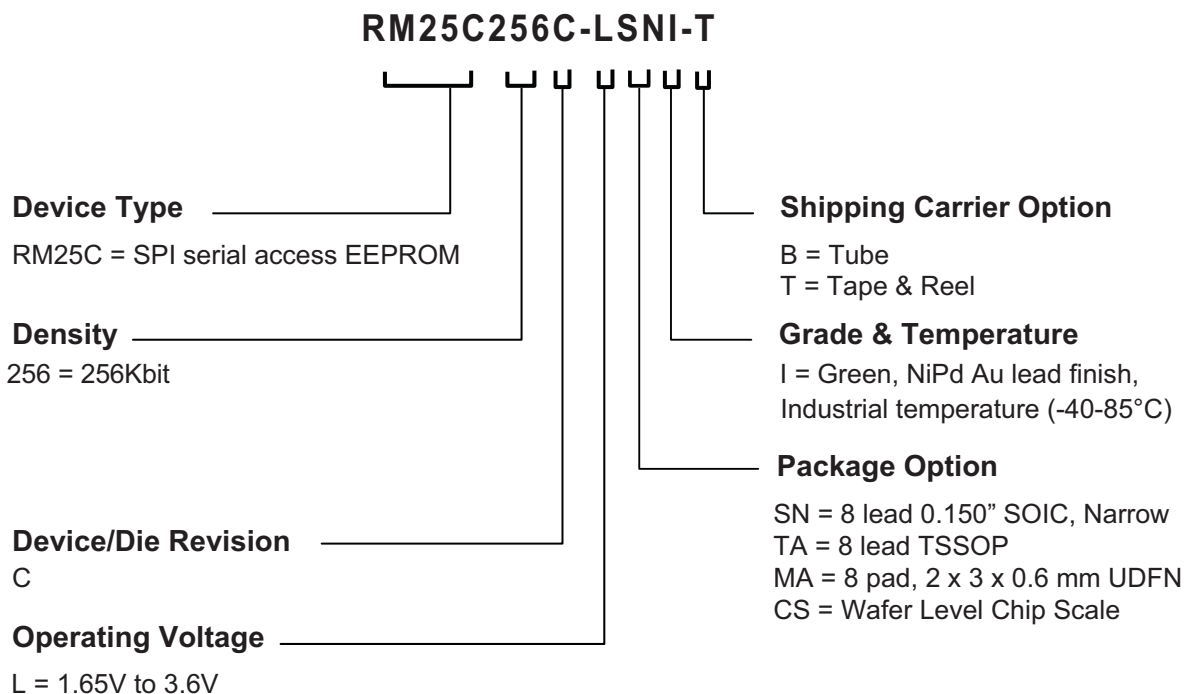 RM25C256C-LSNI-T
Device Type
RM25C = SPI serial access EEPROM
Density
256 = 256Kbit
Device/Die Revision
C
Operating Voltage
L = 1.65V to 3.6V
Shipping Carrier Option
B = Tube
T = Tape & Reel
Grade & Temperature
I = Green, NiPd Au lead finish,
Industrial temperature (-40-85°C)
Package Option
SN = 8 lead 0.150” SOIC, Narrow
TA = 8 lead TSSOP
MA = 8 pad, 2 x 3 x 0.6 mm UDFN
CS = Wafer Level Chip Scale